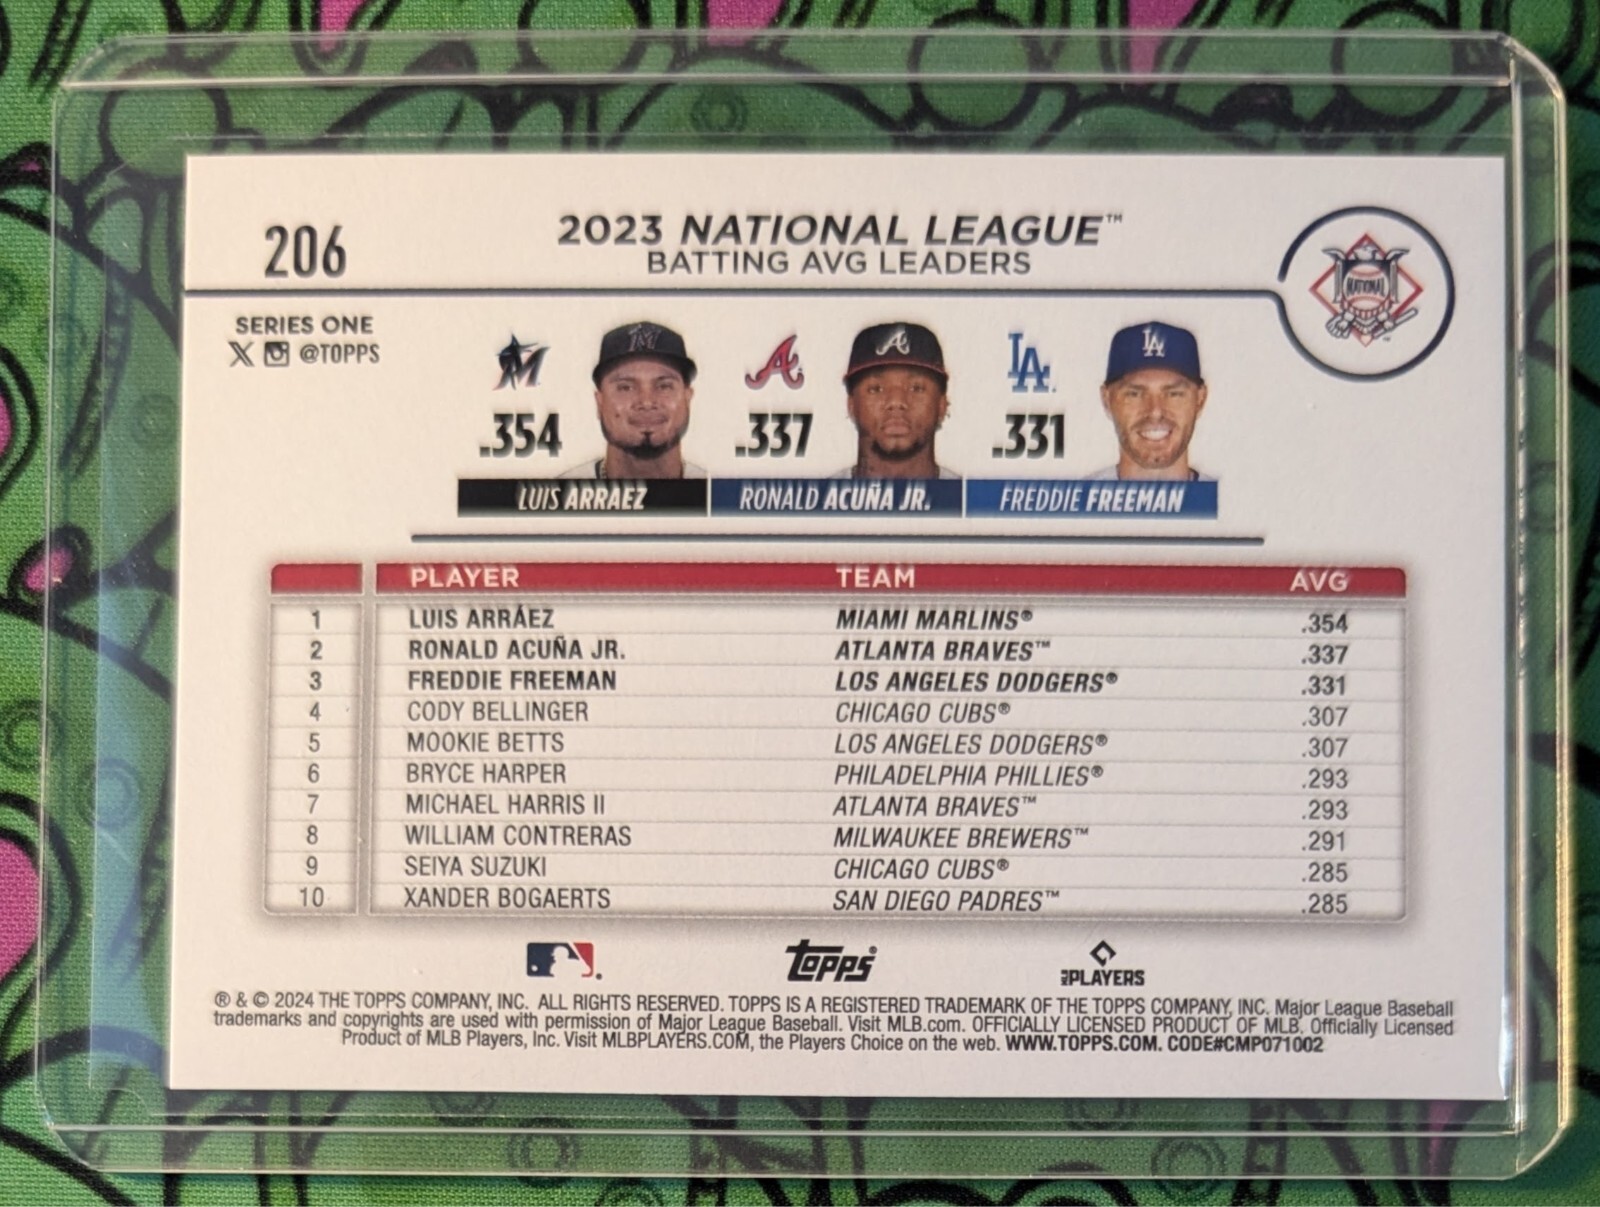 206
2023 NATIONAL LEAGUE™
BATTING AVG LEADERS
NATIONAL
SERIES ONE
X @TOPPS
M
.354
M
LUIS ARRAEZ
A
.337
A
RONALD ACUÑA JR.
LA
.331
LA
FREDDIE FREEMAN
PLAYER TEAM AVG
1 LUIS ARRÁEZ MIAMI MARLINS® .354
2 RONALD ACUÑA JR. ATLANTA BRAVES™ .337
3 FREDDIE FREEMAN LOS ANGELES DODGERS® .331
4 CODY BELLINGER CHICAGO CUBS® .307
5 MOOKIE BETTS LOS ANGELES DODGERS® .307
6 BRYCE HARPER PHILADELPHIA PHILLIES® .293
7 MICHAEL HARRIS II ATLANTA BRAVES™ .293
8 WILLIAM CONTRERAS MILWAUKEE BREWERS™ .291
9 SEIYA SUZUKI CHICAGO CUBS® .285
10 XANDER BOGAERTS SAN DIEGO PADRES™ .285
Topps®
MLB PLAYERS
® & © 2024 THE TOPPS COMPANY, INC. ALL RIGHTS RESERVED. TOPPS IS A REGISTERED TRADEMARK OF THE TOPPS COMPANY, INC. Major League Baseball
trademarks and copyrights are used with permission of Major League Baseball. Visit MLB.com. OFFICIALLY LICENSED PRODUCT OF MLB. Officially Licensed
Product of MLB Players, Inc. Visit MLBPLAYERS.COM, the Players Choice on the web. WWW.TOPPS.COM. CODE#CMP071002